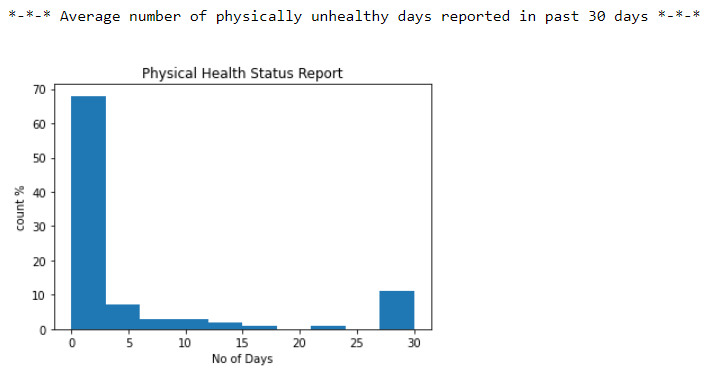 *-*-* Average number of physically unhealthy days reported in past 30 days *-*-*
Physical Health Status Report
70
60
50
40
30
20
10
0
count %
0 5 10 15 20 25 30
No of Days